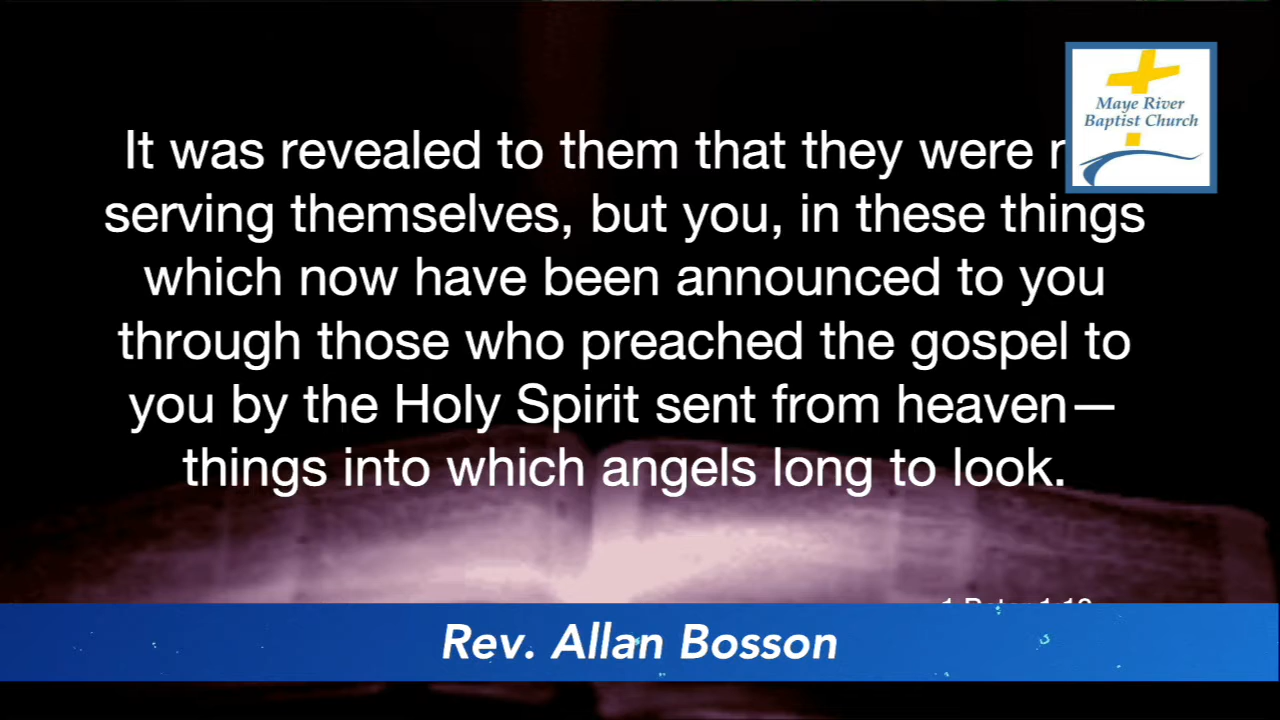 Maye River
Baptist Church
It was revealed to them that they were
serving themselves, but you, in these things
which now have been announced to you
through those who preached the gospel to
you by the Holy Spirit sent from heaven—
things into which angels long to look.
Rev. Allan Bosson